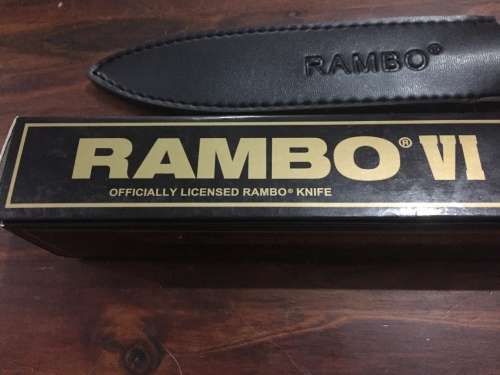 RAMBO®
RAMBO® VI
OFFICIALLY LICENSED RAMBO® KNIFE